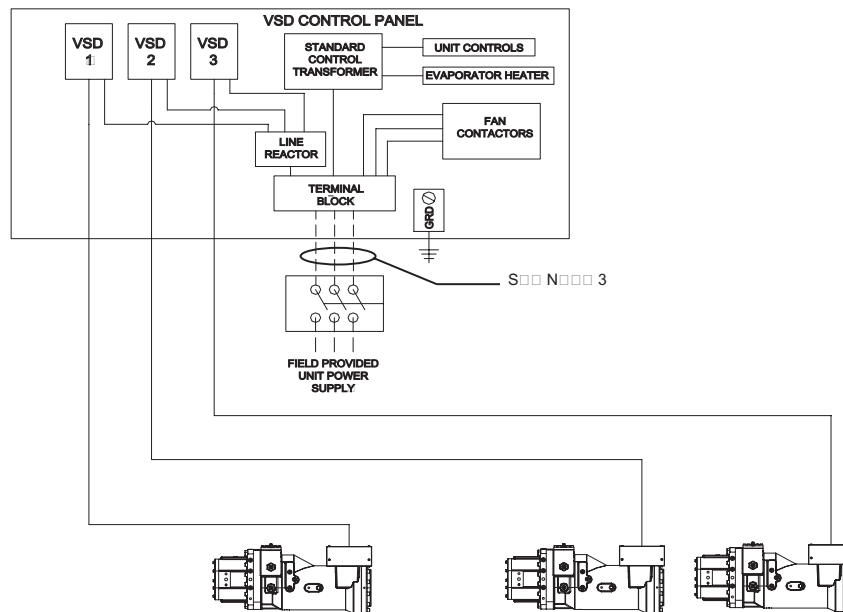 VSD CONTROL PANEL
VSD
1
VSD
2
VSD
3
STANDARD
CONTROL
TRANSFORMER
UNIT CONTROLS
EVAPORATOR HEATER
FAN
CONTACTORS
LINE
REACTOR
TERMINAL
BLOCK
GRD
3
FIELD PROVIDED
UNIT POWER
SUPPLY